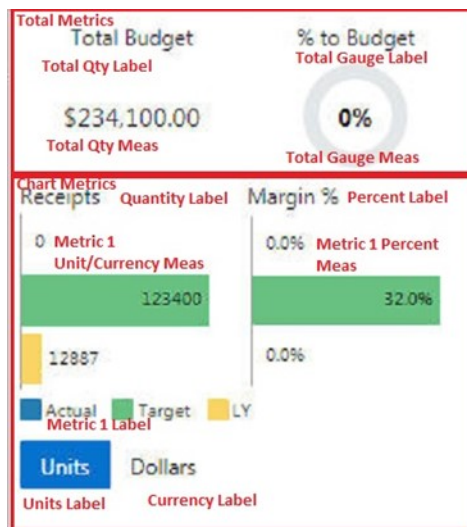 Total Metrics
Total Budget % to Budget
Total Qty Label Total Gauge Label
$234,100.00 0%
Total Qty Meas Total Gauge Meas
Chart Metrics
Receipts Quantity Label Margin % Percent Label
0 Metric 1 0.0% Metric 1 Percent
Unit/Currency Meas Meas
123400 32.0%
12887 0.0%
Actual Target LY
Metric 1 Label
Units Dollars
Units Label Currency Label